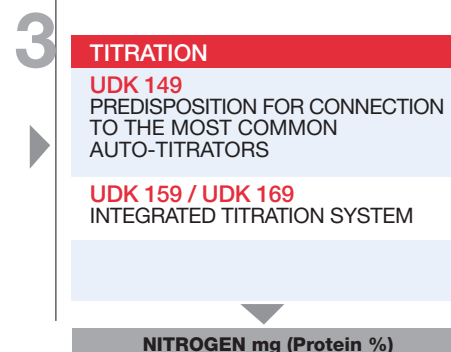 3
TITRATION
UDK 149
PREDISPOSITION FOR CONNECTION
TO THE MOST COMMON
AUTO-TITRATORS
UDK 159 / UDK 169
INTEGRATED TITRATION SYSTEM
NITROGEN mg (Protein %)